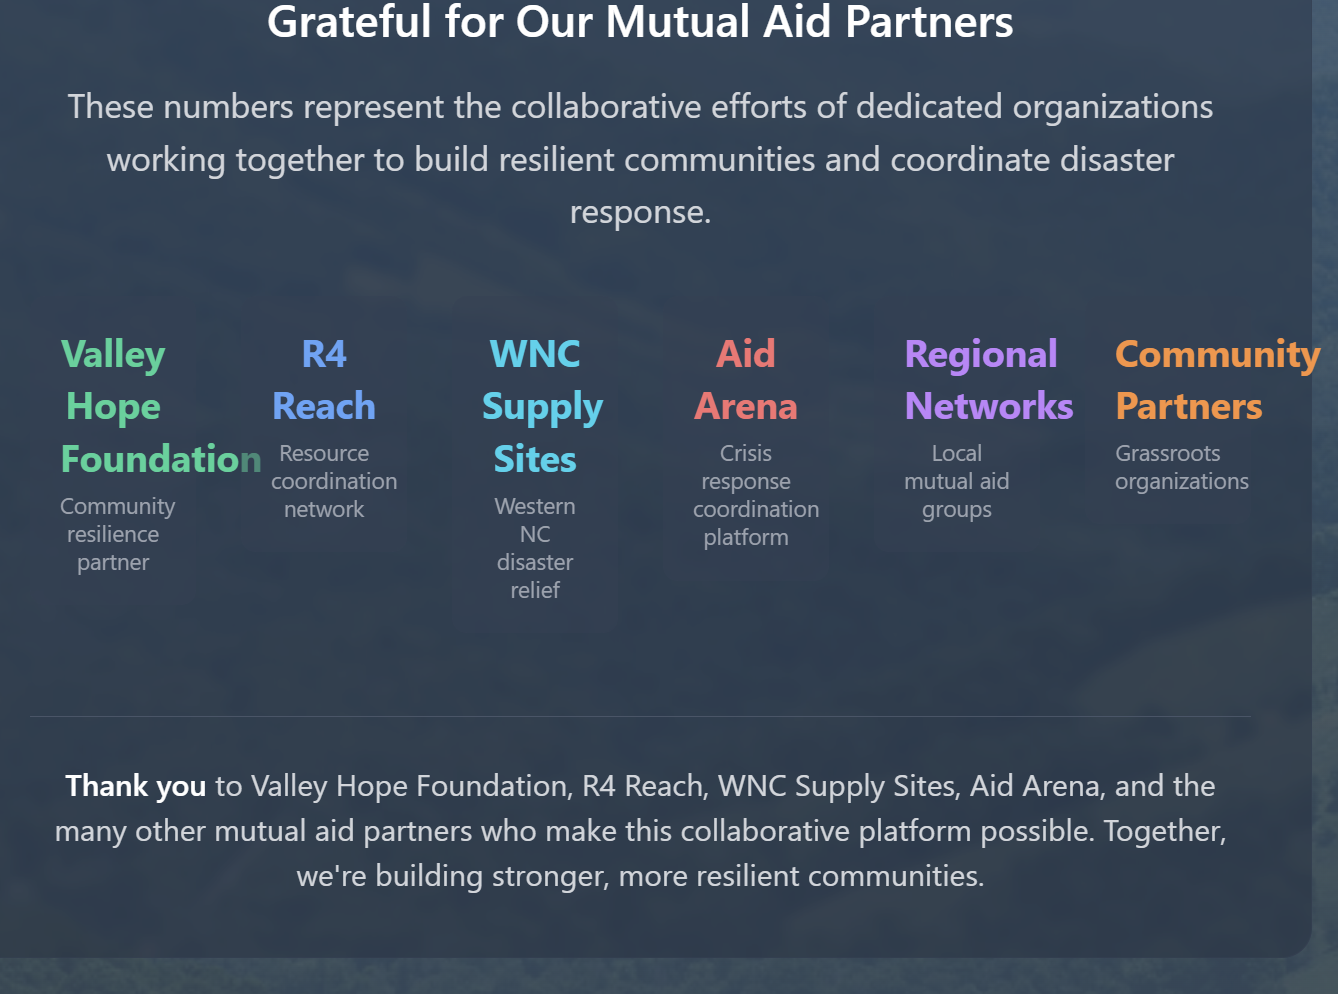 Grateful for Our Mutual Aid Partners
These numbers represent the collaborative efforts of dedicated organizations
working together to build resilient communities and coordinate disaster
response.
Valley
Hope
Foundation
Community
resilience
partner
R4
Reach
Resource
coordination
network
WNC
Supply
Sites
Western
NC
disaster
relief
Aid
Arena
Crisis
response
coordination
platform
Regional
Networks
Local
mutual aid
groups
Community
Partners
Grassroots
organizations
Thank you to Valley Hope Foundation, R4 Reach, WNC Supply Sites, Aid Arena, and the
many other mutual aid partners who make this collaborative platform possible. Together,
we're building stronger, more resilient communities.